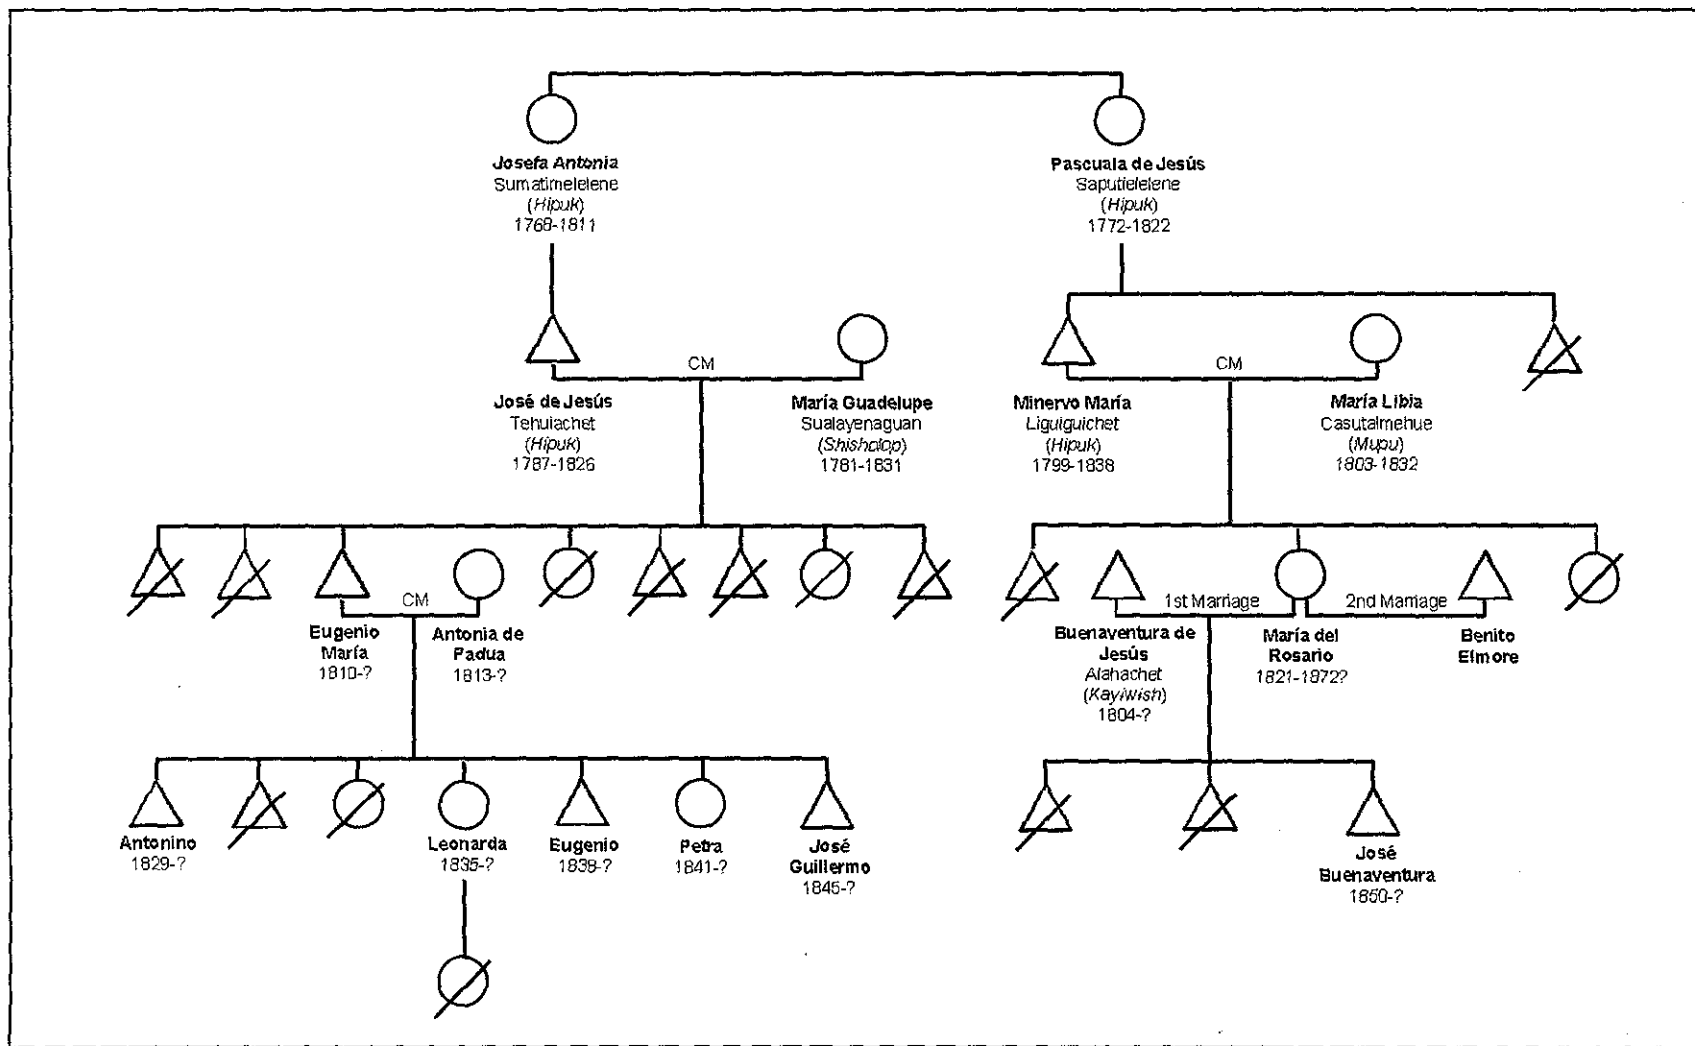 Josefa Antonia
Sumatimelelene
(Hipuk)
1768-1811
Pascuala de Jesús
Saputielelene
(Hipuk)
1772-1822
CM
José de Jesús
Tehuiachet
(Hipuk)
1787-1826
María Guadelupe
Sualayenaguan
(Shisholop)
1781-1831
CM
Minervo María
Liguiguichet
(Hipuk)
1799-1838
María Libia
Casutalmehue
(Mupu)
1803-1832
CM
Eugenio
María
1810-?
Antonia de
Padua
1813-?
1st Marriage
2nd Marriage
Buenaventura de
Jesús
Alahachet
(Kayiwish)
1804-?
María del
Rosario
1821-1872?
Benito
Elmore
Antonino
1829-?
Leonarda
1835-?
Eugenio
1838-?
Petra
1841-?
José
Guillermo
1845-?
José
Buenaventura
1850-?